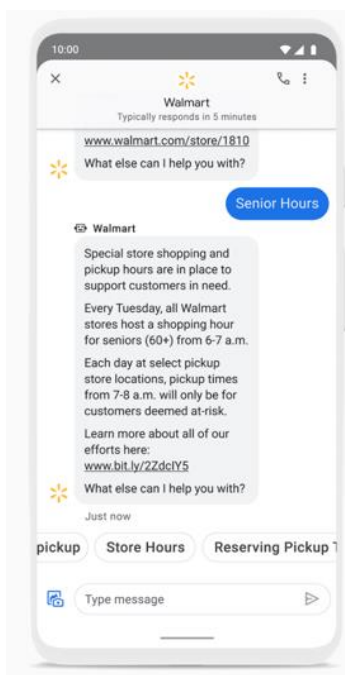 10:00
Walmart
Typically responds in 5 minutes
www.walmart.com/store/1810
What else can I help you with?
Senior Hours
Walmart
Special store shopping and
pickup hours are in place to
support customers in need.
Every Tuesday, all Walmart
stores host a shopping hour
for seniors (60+) from 6-7 a.m.
Each day at select pickup
store locations, pickup times
from 7-8 a.m. will only be for
customers deemed at-risk.
Learn more about all of our
efforts here:
www.bit.ly/2ZdclY5
What else can I help you with?
Just now
pickup
Store Hours
Reserving Pickup T
Type message